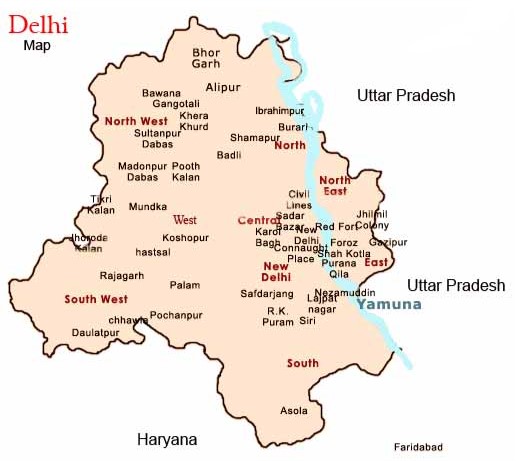 Delhi
Map
Bhor
Garh
Alipur
Uttar Pradesh
Bawana
Gangotali
Ibrahimpur
Khera
Khurd
North West
Sultanpur
Dabas
Burari
Shamapur
North
Badli
Madonpur
Dabas
Pooth
Kalan
North
East
Civil
Lines
Tikri
Kalan
Mundka
West
Central
Sadar
Bazar
Jhilmil
Colony
Red Fort
Karol
Bagh
New
Delhi
Jhoroda
Kalan
Koshopur
Foroz
Shah Kotla
Gazipur
hastsal
Connaught
Place
Purana
Qila
East
New
Delhi
Rajagarh
Palam
Uttar Pradesh
South West
Safdarjang
Nezamuddin
Lajpat
nagar
Yamuna
chhawla
Pochanpur
R.K.
Puram
Siri
Daulatpur
South
Asola
Haryana
Faridabad